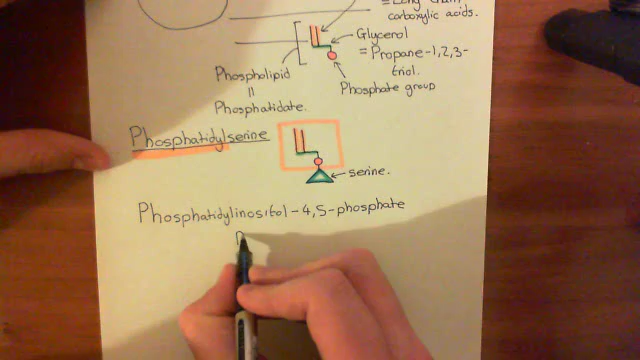 = Long chain
carboxylic acids.
Glycerol
= Propane-1,2,3-
triol.
Phosphate group
Phospholipid
=
Phosphatidate.
Phosphatidylserine
serine.
Phosphatidylinositol-4,5-phosphate